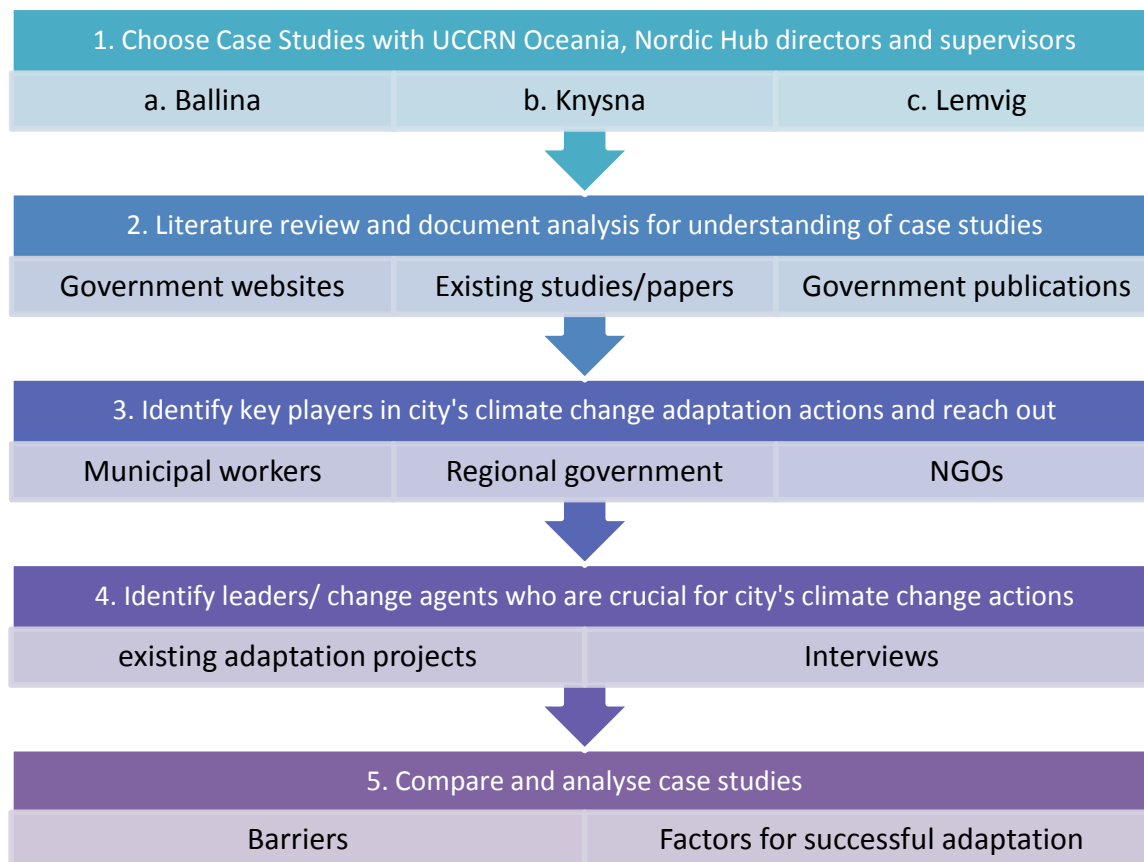 1. Choose Case Studies with UCCRN Oceania, Nordic Hub directors and supervisors
a. Ballina
b. Knysna
c. Lemvig
2. Literature review and document analysis for understanding of case studies
Government websites
Existing studies/papers
Government publications
3. Identify key players in city's climate change adaptation actions and reach out
Municipal workers
Regional government
NGOs
4. Identify leaders/ change agents who are crucial for city's climate change actions
existing adaptation projects
Interviews
5. Compare and analyse case studies
Barriers
Factors for successful adaptation